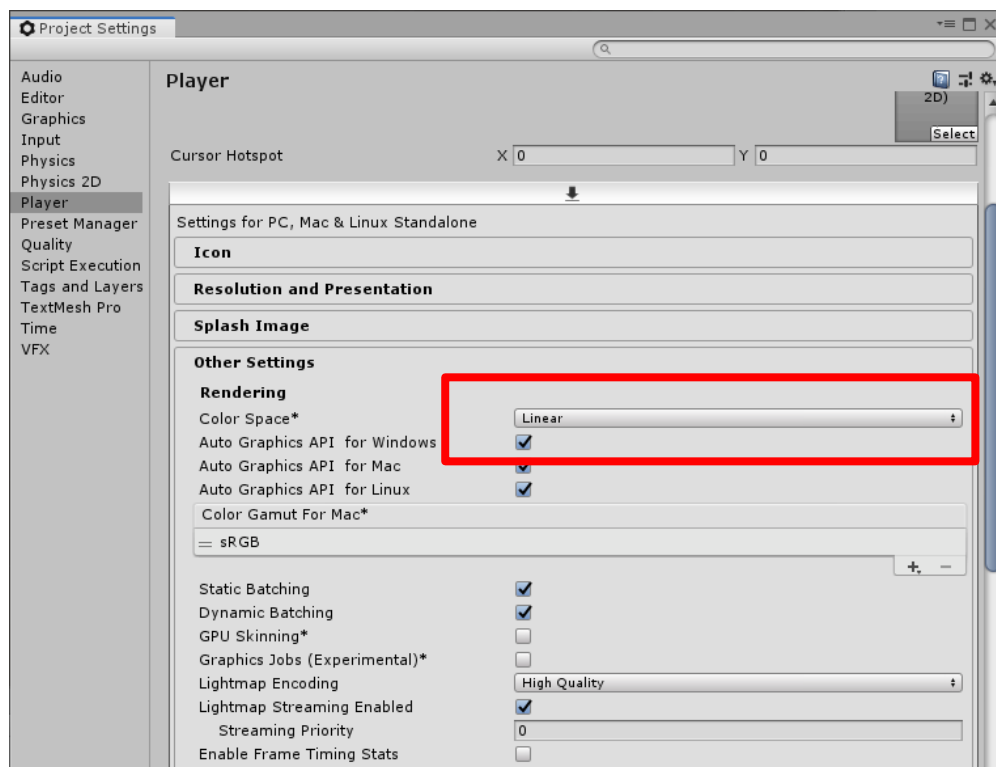 Project Settings
Audio
Editor
Graphics
Input
Physics
Physics 2D
Player
Preset Manager
Quality
Script Execution
Tags and Layers
TextMesh Pro
Time
VFX
Player
2D)
Select
Cursor Hotspot X 0 Y 0
Settings for PC, Mac & Linux Standalone
Icon
Resolution and Presentation
Splash Image
Other Settings
Rendering
Color Space* Linear
Auto Graphics API for Windows
Auto Graphics API for Mac
Auto Graphics API for Linux
Color Gamut For Mac*
sRGB
Static Batching
Dynamic Batching
GPU Skinning*
Graphics Jobs (Experimental)*
Lightmap Encoding High Quality
Lightmap Streaming Enabled
Streaming Priority 0
Enable Frame Timing Stats